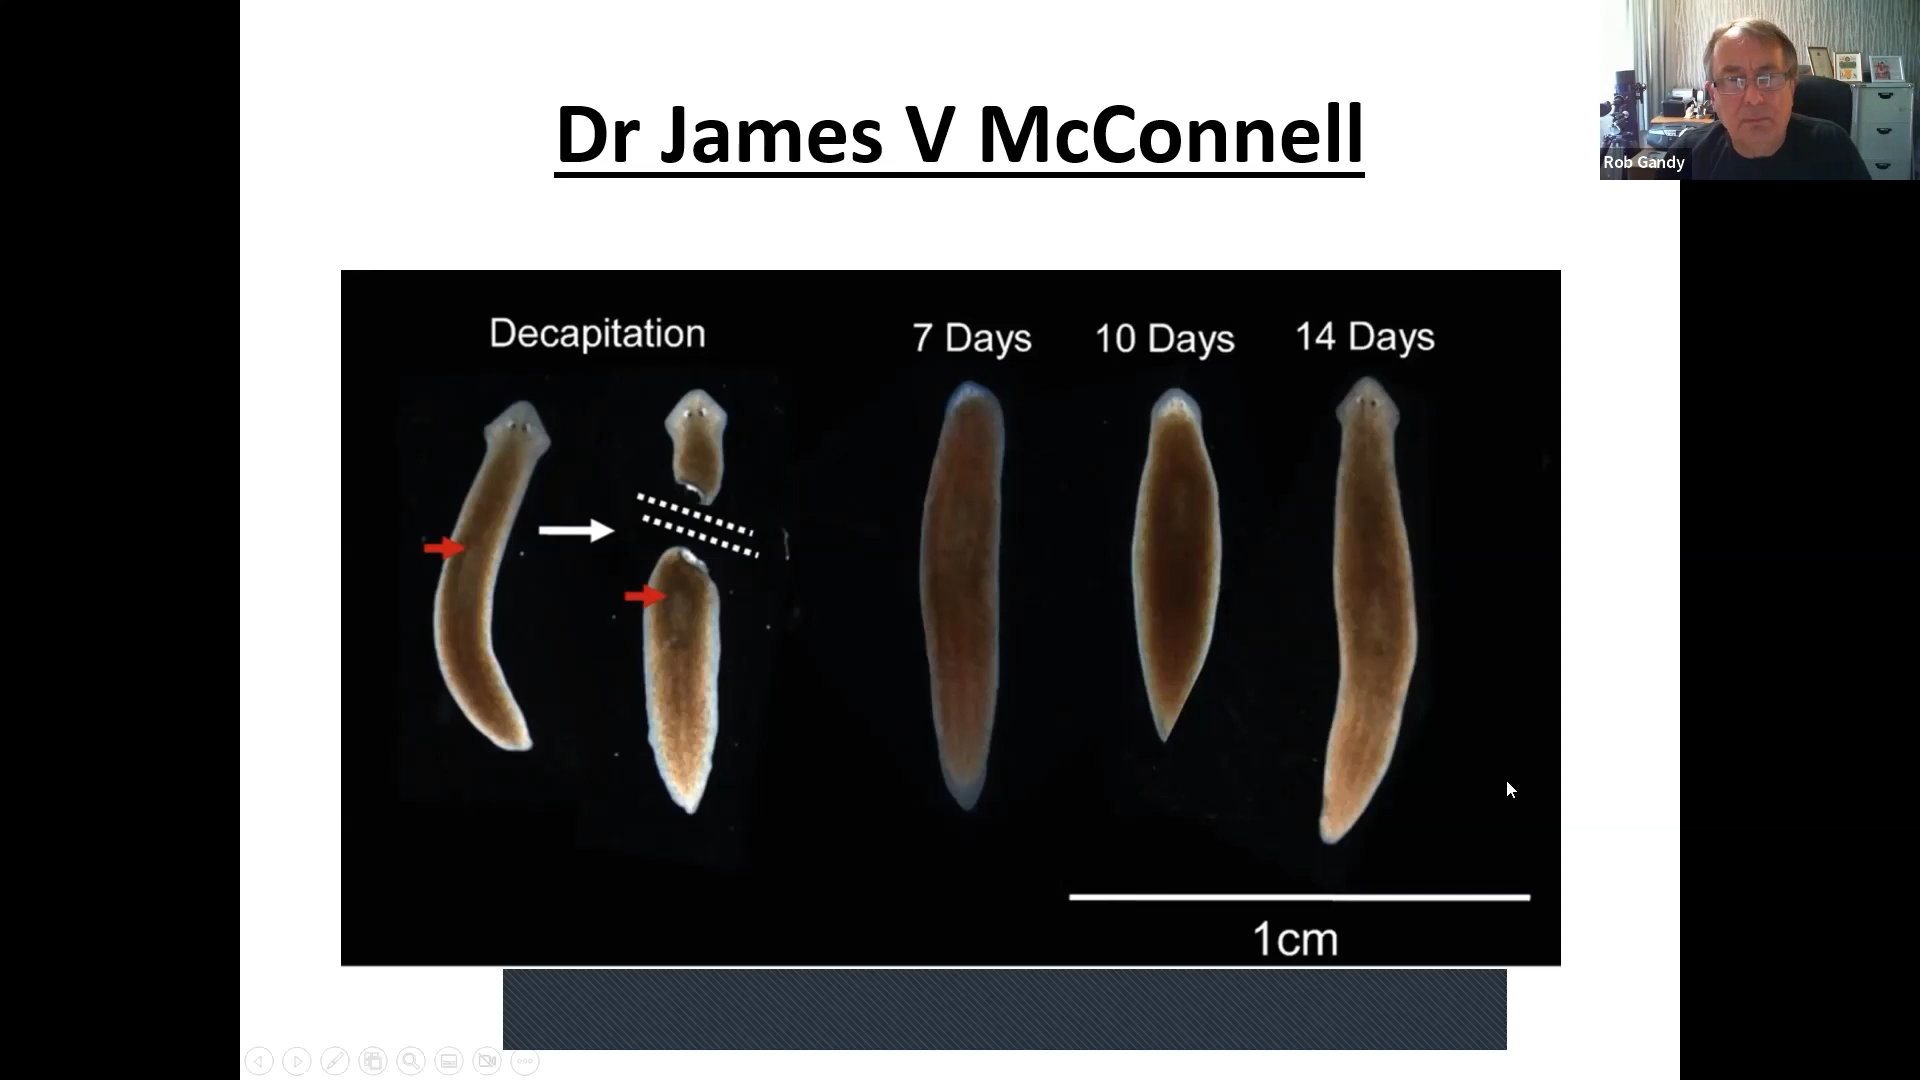 Dr James V McConnell
Rob Gandy
Decapitation
7 Days
10 Days
14 Days
1cm